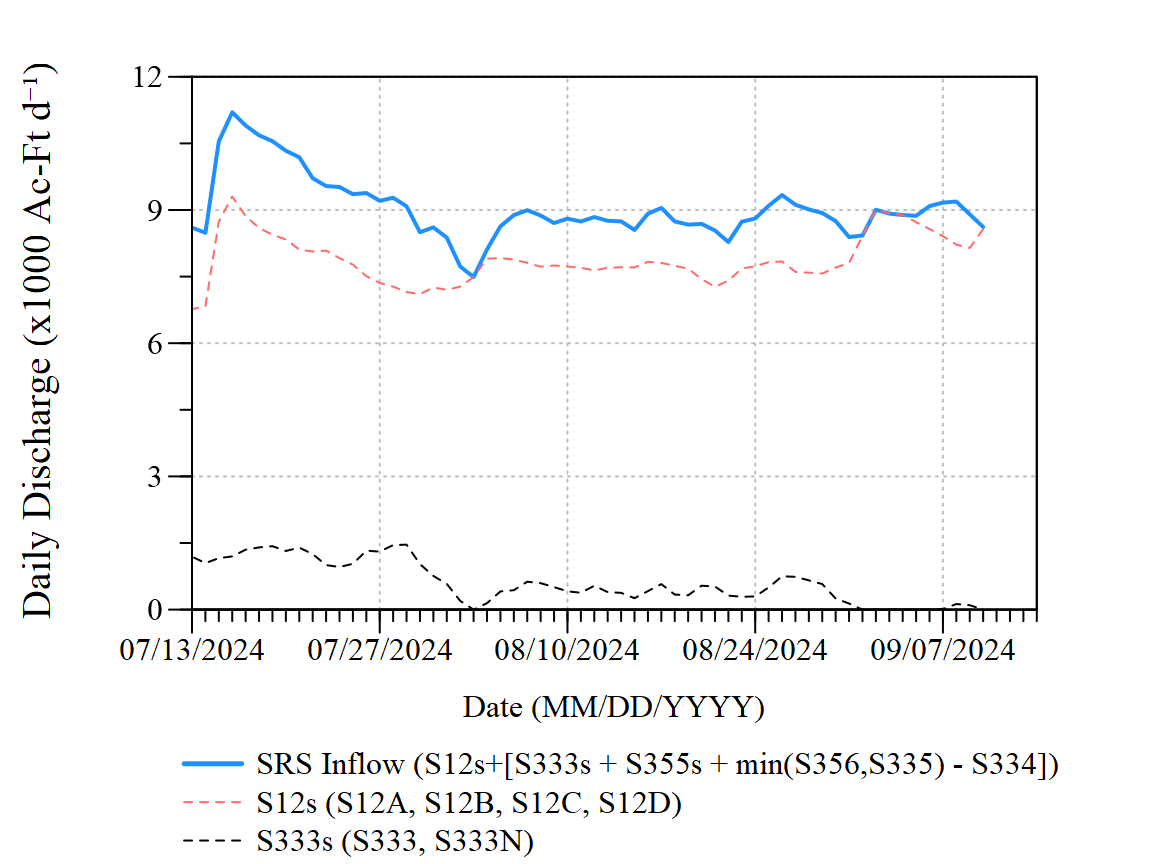 Daily Discharge (x1000 Ac-Ft d⁻¹)
12
9
6
3
0
07/13/2024 07/27/2024 08/10/2024 08/24/2024 09/07/2024
Date (MM/DD/YYYY)
SRS Inflow (S12s+[S333s + S355s + min(S356,S335) - S334])
S12s (S12A, S12B, S12C, S12D)
S333s (S333, S333N)